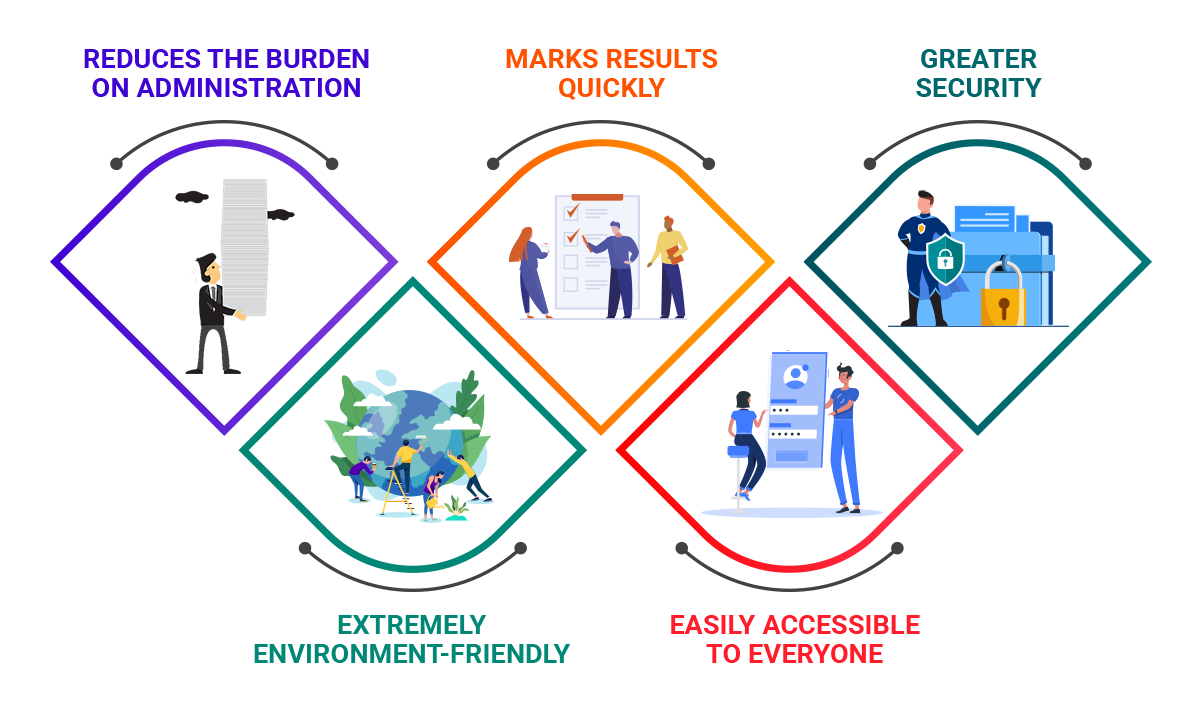 REDUCES THE BURDEN
ON ADMINISTRATION
MARKS RESULTS
QUICKLY
GREATER
SECURITY
EXTREMELY
ENVIRONMENT-FRIENDLY
EASILY ACCESSIBLE
TO EVERYONE